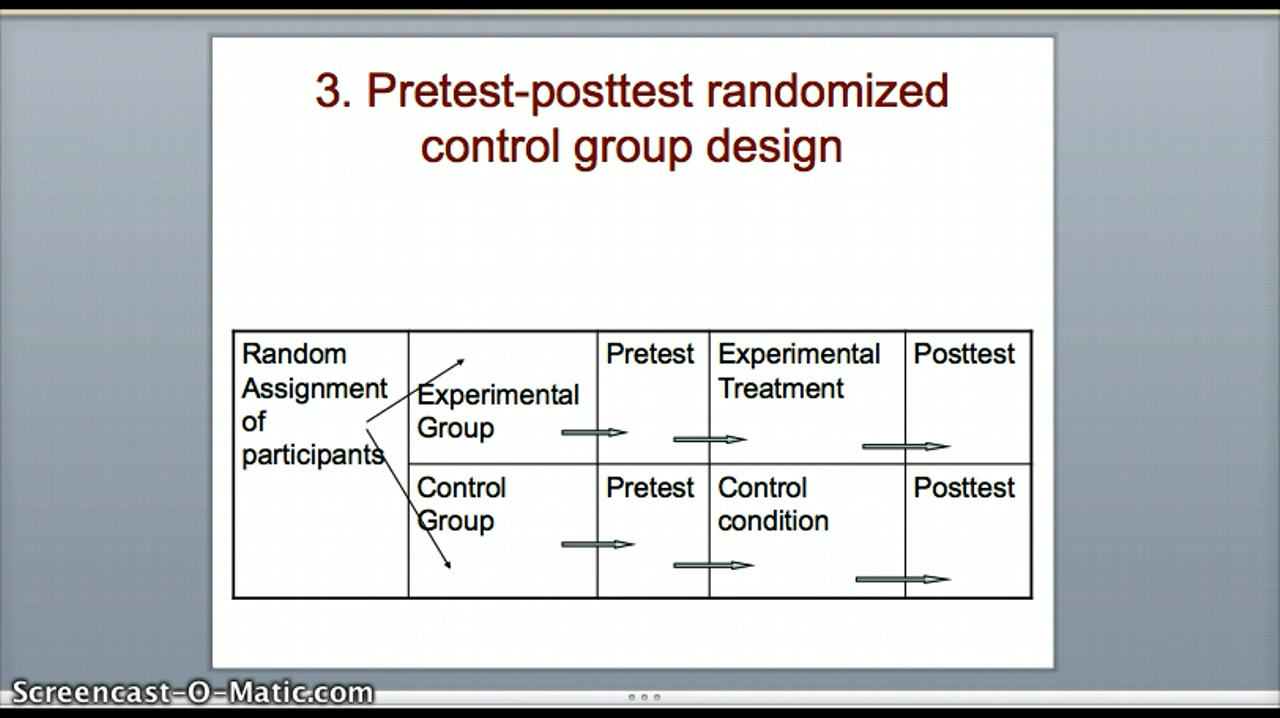 3. Pretest-posttest randomized
control group design
Random
Assignment
of
participants
Experimental
Group
Pretest
Experimental
Treatment
Posttest
Control
Group
Pretest
Control
condition
Posttest
Screencast-O-Matic.com